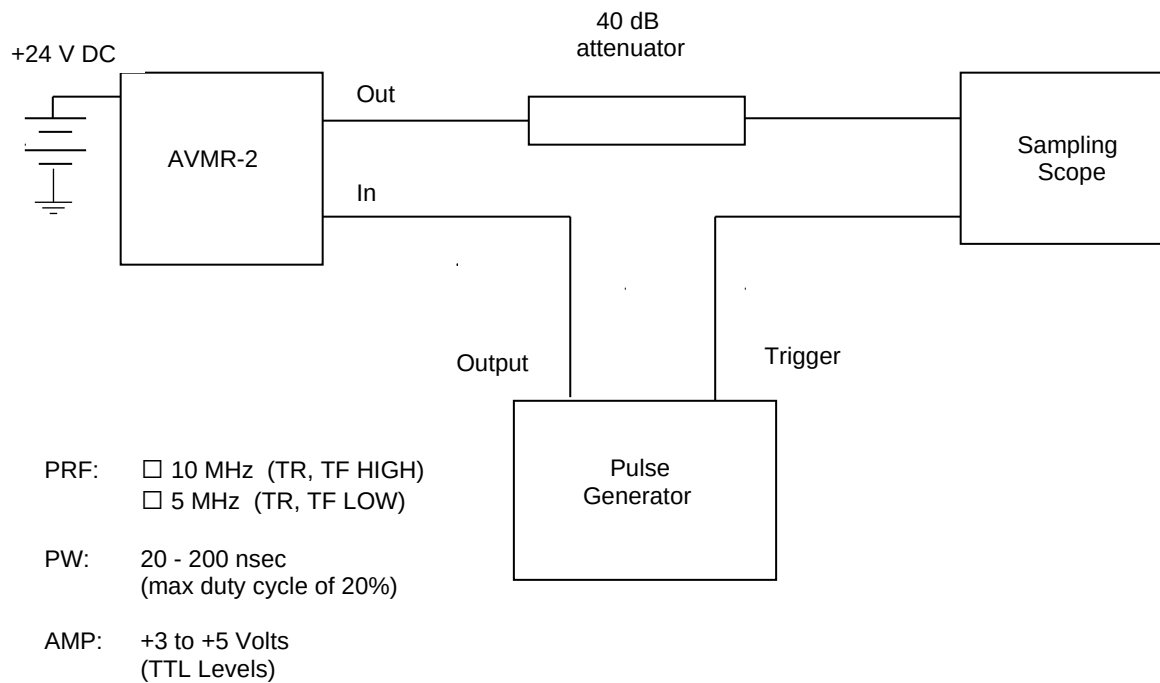 40 dB
attenuator
+24 V DC
Out
AVMR-2
Sampling
Scope
In
Output
Trigger
Pulse
Generator
PRF: □ 10 MHz (TR, TF HIGH)
□ 5 MHz (TR, TF LOW)
PW: 20 - 200 nsec
(max duty cycle of 20%)
AMP: +3 to +5 Volts
(TTL Levels)